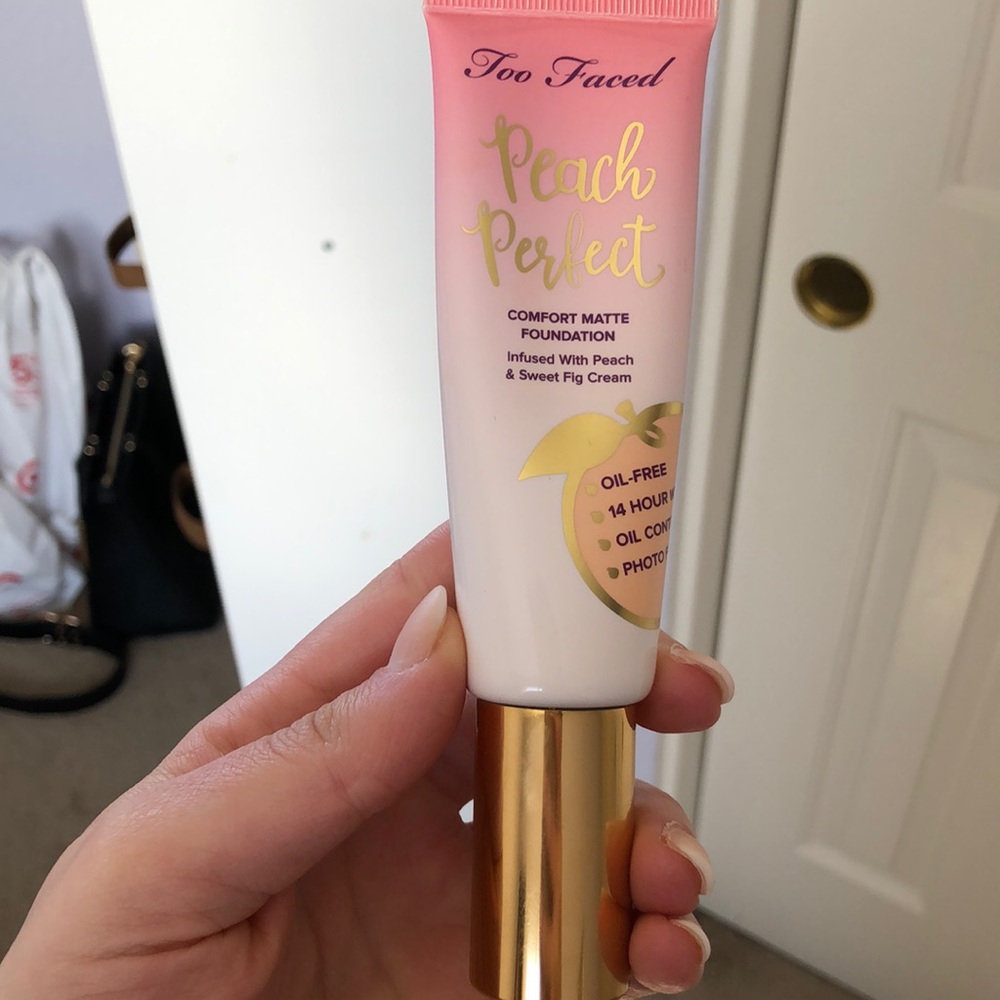 Too Faced
Peach
Perfect
COMFORT MATTE
FOUNDATION
Infused With Peach
& Sweet Fig Cream
OIL-FREE
14 HOUR
OIL
PHOTO